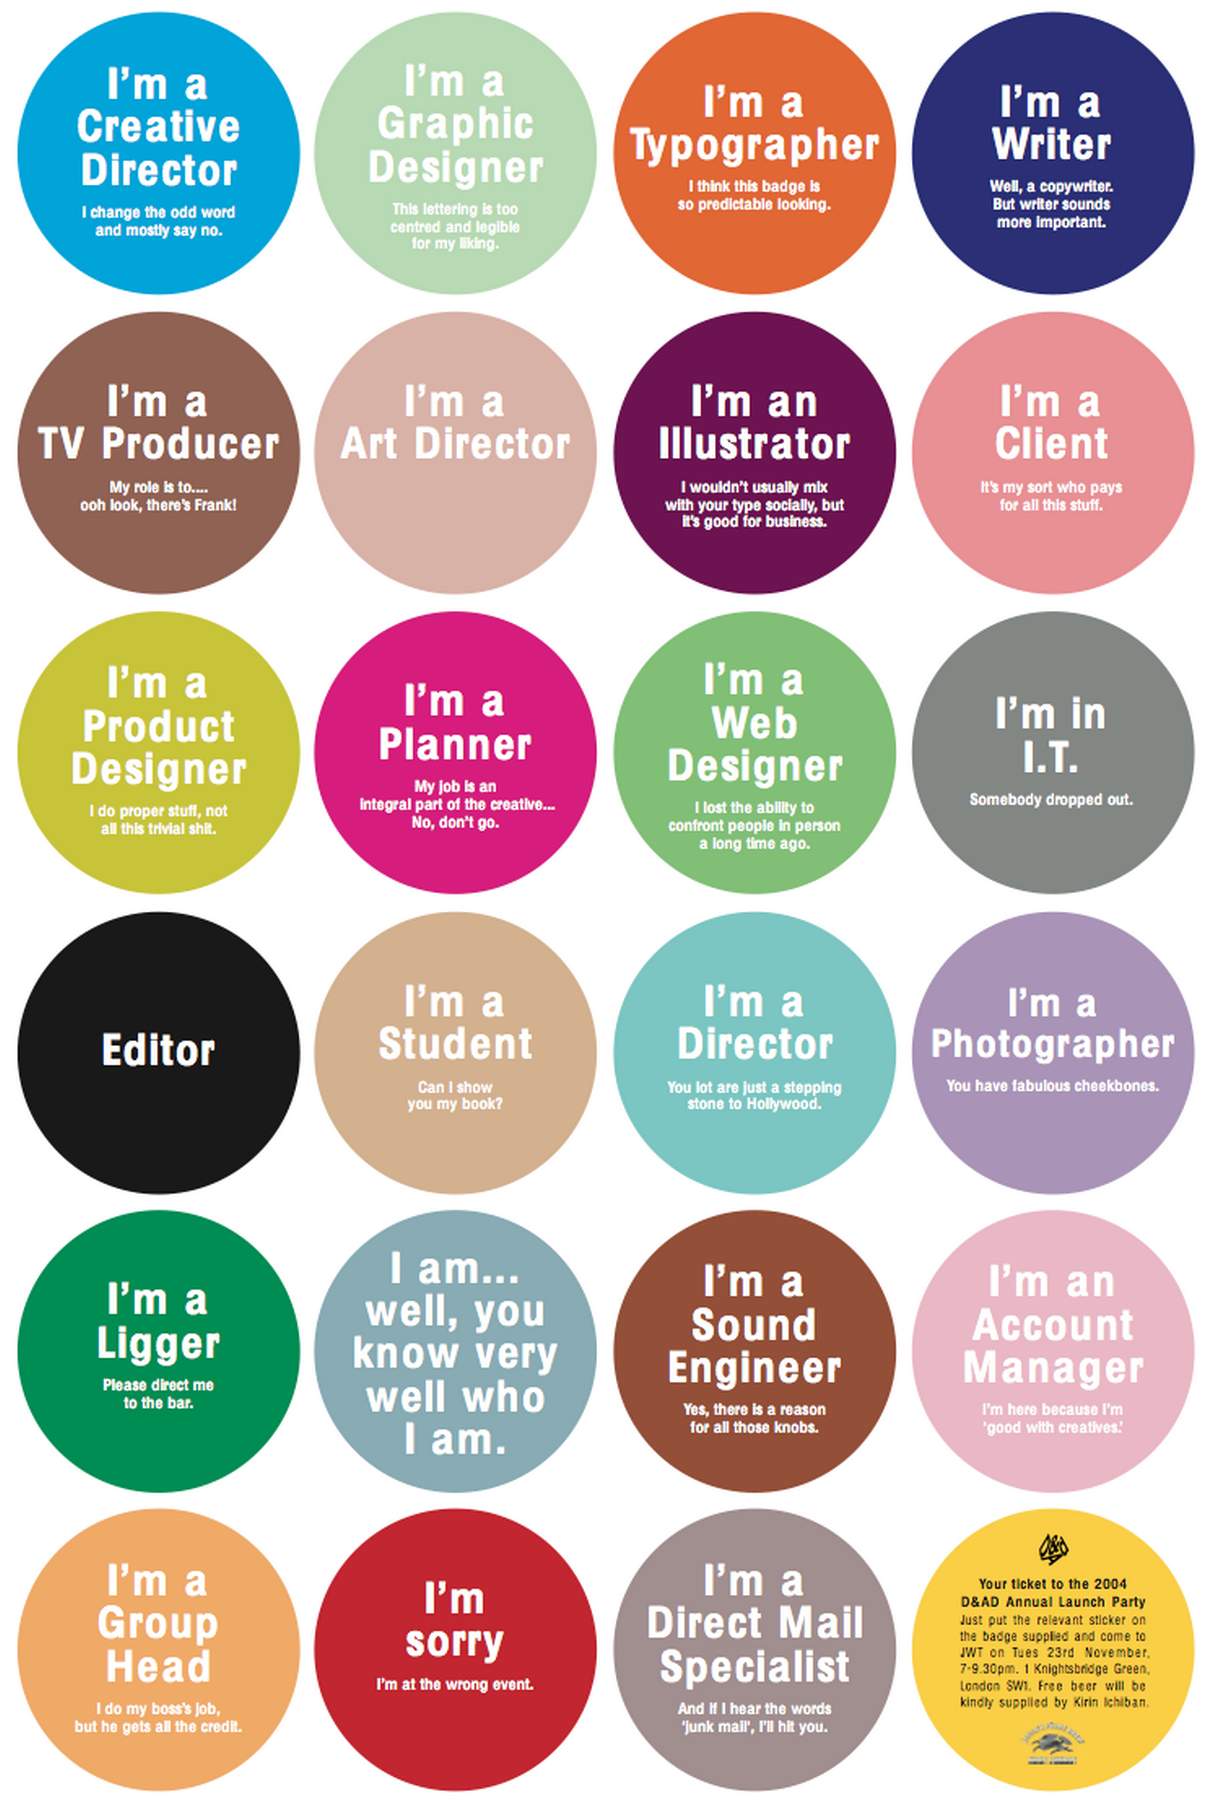 I'm a
Creative
Director
I change the odd word
and mostly say no.
I'm a
Graphic
Designer
This lettering is too
centred and legible
for my liking.
I'm a
Typographer
I think this badge is
so predictable looking.
I'm a
Writer
Well, a copywriter.
But writer sounds
more important.
I'm a
TV Producer
My role is to....
ooh look, there's Frank!
I'm a
Art Director
I'm an
Illustrator
I wouldn't usually mix
with your type socially, but
it's good for business.
I'm a
Client
It's my sort who pays
for all this stuff.
I'm a
Product
Designer
I do proper stuff, not
all this trivial shit.
I'm a
Planner
My job is an
integral part of the creative...
No, don't go.
I'm a
Web
Designer
I lost the ability to
confront people in person
a long time ago.
I'm in
I.T.
Somebody dropped out.
Editor
I'm a
Student
Can I show
you my book?
I'm a
Director
You lot are just a stepping
stone to Hollywood.
I'm a
Photographer
You have fabulous cheekbones.
I'm a
Ligger
Please direct me
to the bar.
I am...
well, you
know very
well who
I am.
I'm a
Sound
Engineer
Yes, there is a reason
for all those knobs.
I'm an
Account
Manager
I'm here because I'm
'good with creatives.'
I'm a
Group
Head
I do my boss's job,
but he gets all the credit.
I'm
sorry
I'm at the wrong event.
I'm a
Direct Mail
Specialist
And if I hear the words
'junk mail', I'll hit you.
D&AD
Your ticket to the 2004
D&AD Annual Launch Party
Just put the relevant sticker on
the badge supplied and come to
JWT on Tues 23rd November,
7-9.30pm. 1 Knightsbridge Green,
London SW1. Free beer will be
kindly supplied by Kirin Ichiban.